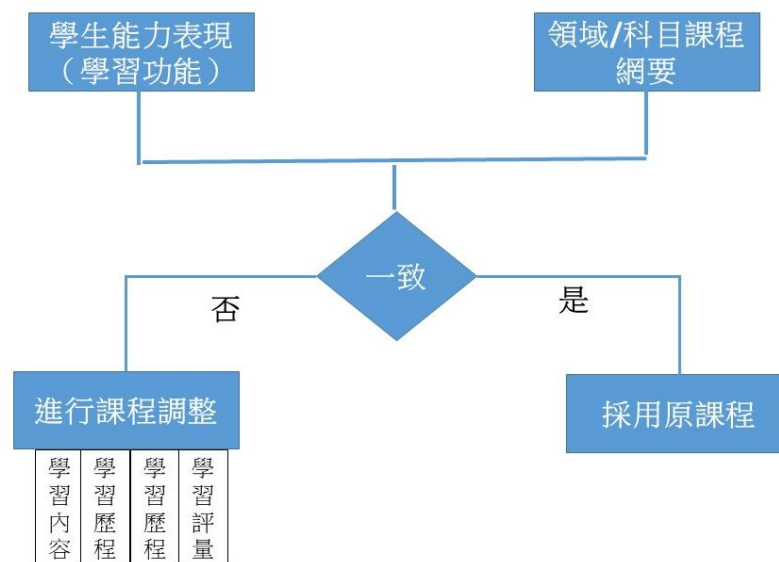 學生能力表現
（學習功能）
領域/科目課程
網要
一致
否
是
進行課程調整
採用原課程
學習內容
學習歷程
學習歷程
學習評量